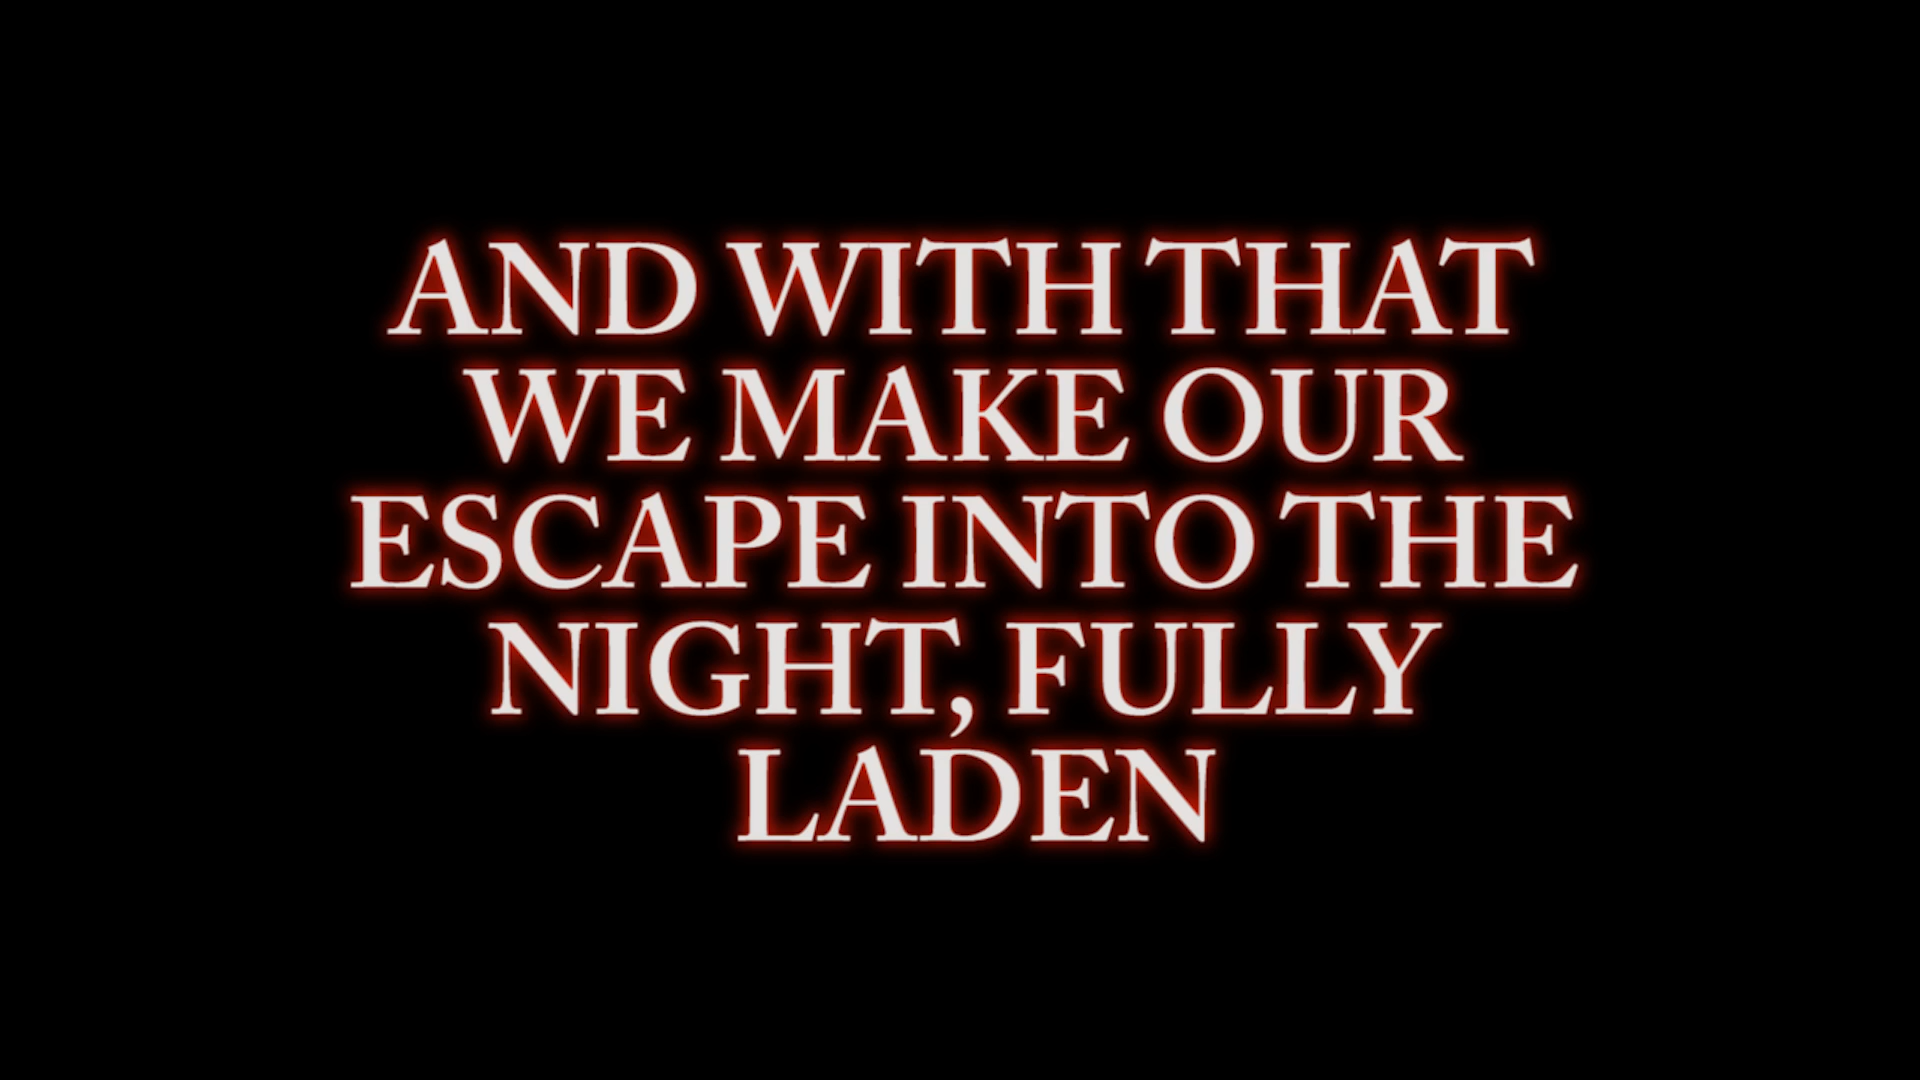 AND WITH THAT
WE MAKE OUR
ESCAPE INTO THE
NIGHT, FULLY
LADEN